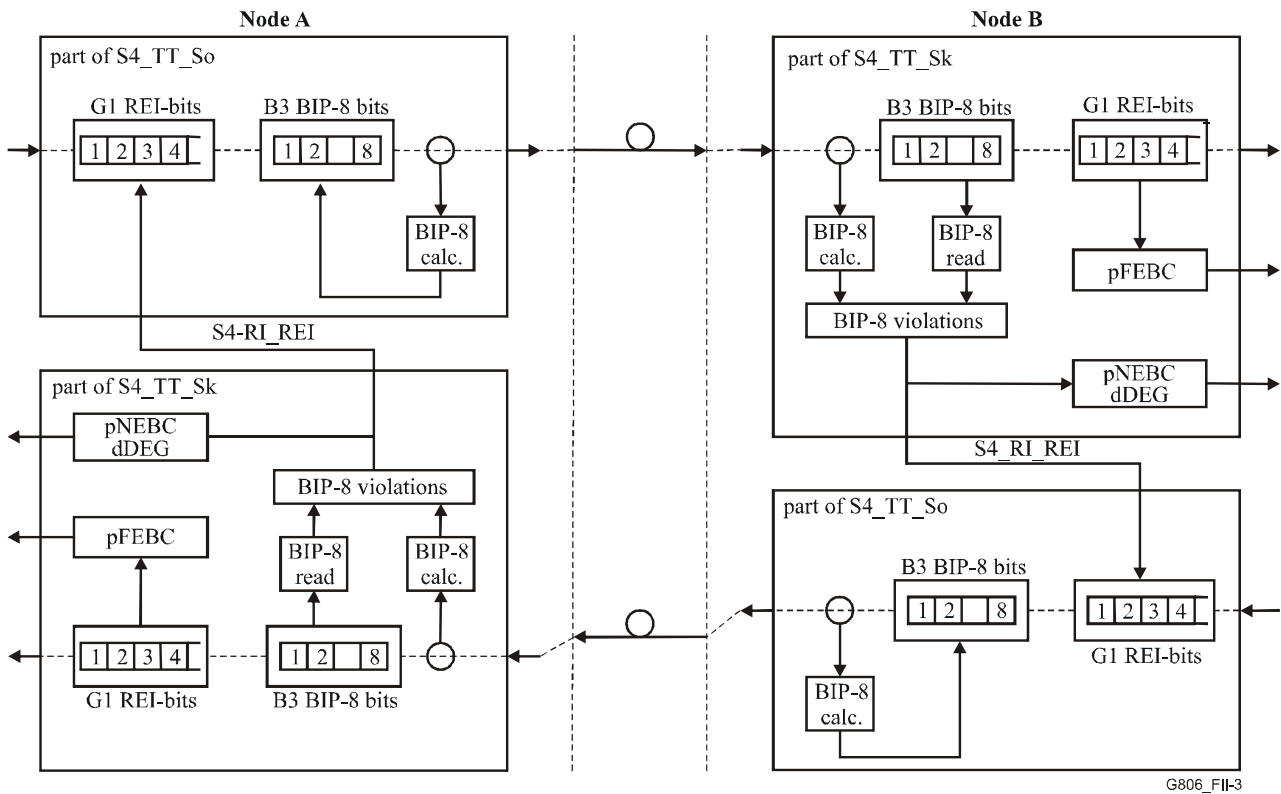 Node A
Node B
part of S4_TT_So
G1 REI-bits
B3 BIP-8 bits
1 2 3 4
1 2 8
BIP-8
calc.
S4-RI_REI
part of S4_TT_Sk
B3 BIP-8 bits
G1 REI-bits
1 2 8
1 2 3 4
BIP-8
calc.
BIP-8
read
pFEBC
BIP-8 violations
pNEBC
dDEG
S4_RI_REI
part of S4_TT_Sk
pNEBC
dDEG
BIP-8 violations
pFEBC
BIP-8
read
BIP-8
calc.
1 2 3 4
1 2 8
G1 REI-bits
B3 BIP-8 bits
part of S4_TT_So
B3 BIP-8 bits
1 2 8
1 2 3 4
G1 REI-bits
BIP-8
calc.
G806_FII-3